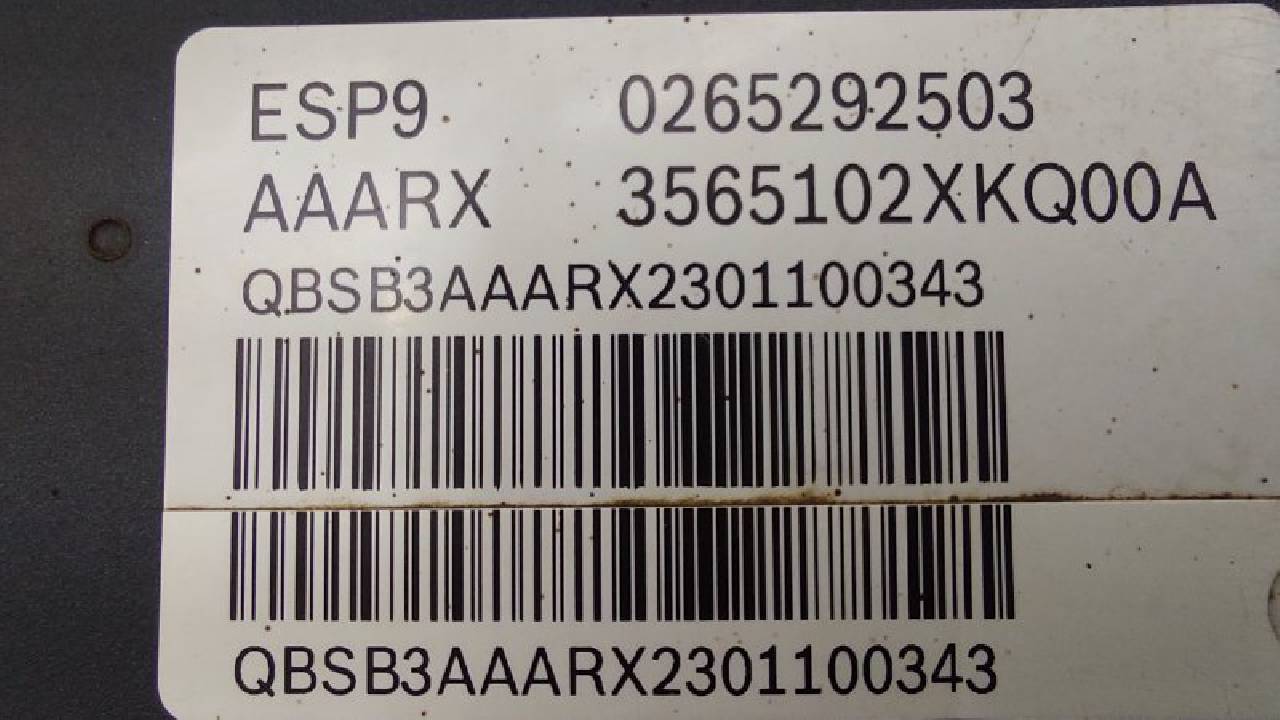 ESP9 0265292503
AAARX 3565102XKQ00A
QBSB3AAARX2301100343
QBSB3AAARX2301100343